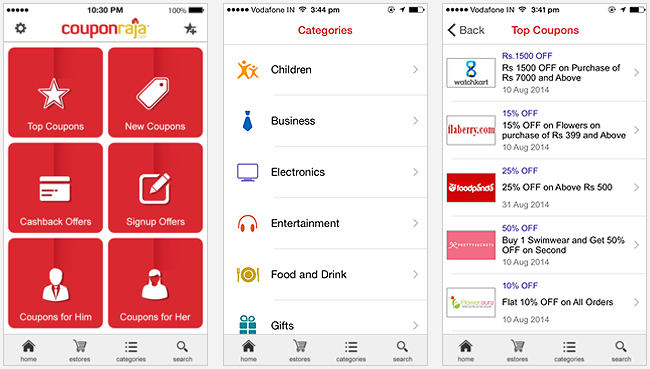 10:30 PM 100%
couponraja
Top Coupons New Coupons
Cashback Offers Signup Offers
Coupons for Him Coupons for Her
home estores categories search
Vodafone IN 3:44 pm
Categories
Children
Business
Electronics
Entertainment
Food and Drink
Gifts
home estores categories search
Vodafone IN 3:41 pm
Back Top Coupons
Rs.1500 OFF
watchkart
Rs 1500 OFF on Purchase of
Rs 7000 and Above
10 Aug 2014
15% OFF
flaberry.com
15% OFF on Flowers on
purchase of Rs 399 and Above
10 Aug 2014
25% OFF
foodpanda
25% OFF on Above Rs 500
31 Aug 2014
50% OFF
PRETTYSECRETS
Buy 1 Swimwear and Get 50%
OFF on Second
10 Aug 2014
10% OFF
Floweraura
Flat 10% OFF on All Orders
10 Aug 2014
home estores categories search